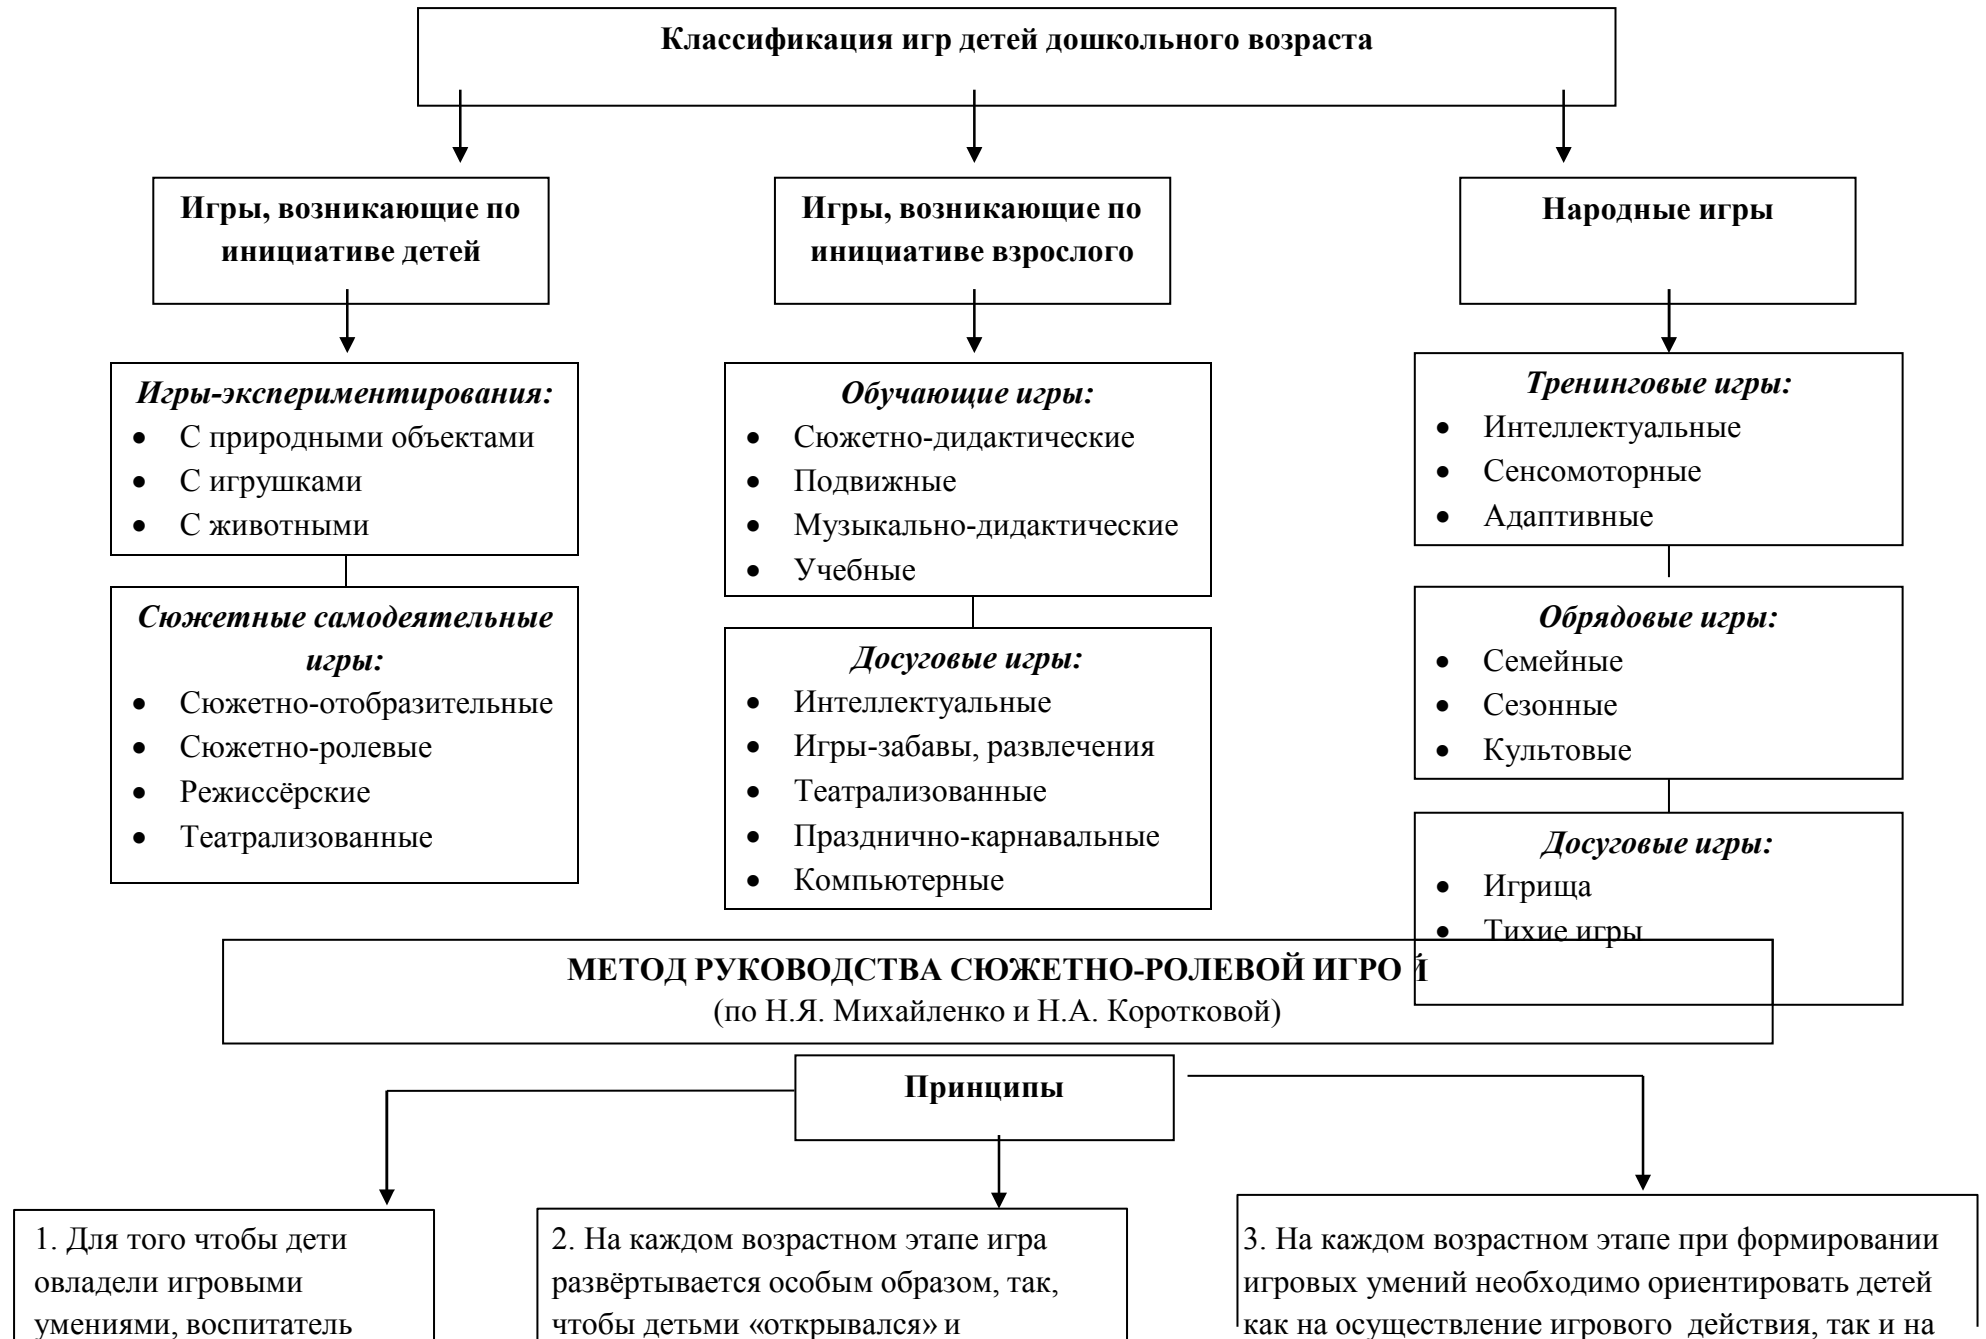 Классификация игр детей дошкольного возраста
Игры, возникающие по
инициативе детей
Игры, возникающие по
инициативе взрослого
Народные игры
Игры-экспериментирования:
• С природными объектами
• С игрушками
• С животными
Сюжетные самодеятельные
игры:
• Сюжетно-отобразительные
• Сюжетно-ролевые
• Режиссёрские
• Театрализованные
Обучающие игры:
• Сюжетно-дидактические
• Подвижные
• Музыкально-дидактические
• Учебные
Досуговые игры:
• Интеллектуальные
• Игры-забавы, развлечения
• Театрализованные
• Празднично-карнавальные
• Компьютерные
Тренинговые игры:
• Интеллектуальные
• Сенсомоторные
• Адаптивные
Обрядовые игры:
• Семейные
• Сезонные
• Культовые
Досуговые игры:
• Игрища
• Тихие игры
МЕТОД РУКОВОДСТВА СЮЖЕТНО-РОЛЕВОЙ ИГРОЙ
(по Н.Я. Михайленко и Н.А. Коротковой)
Принципы
1. Для того чтобы дети
овладели игровыми
умениями, воспитатель
2. На каждом возрастном этапе игра
развёртывается особым образом, так,
чтобы детьми «открывался» и
3. На каждом возрастном этапе при формировании
игровых умений необходимо ориентировать детей
как на осуществление игрового действия, так и на